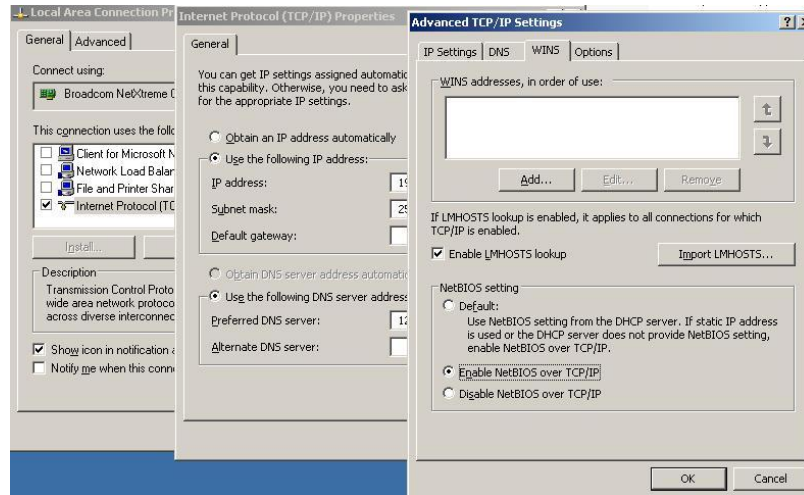 Local Area Connection Pr
General
Advanced
Connect using:
Broadcom NetXtreme G
This connection uses the follo
Client for Microsoft N
Network Load Balan
File and Printer Shar
Internet Protocol (TC
Install...
Description
Transmission Control Proto
wide area network protoco
across diverse interconnec
Show icon in notification a
Notify me when this conn
Internet Protocol (TCP/IP) Properties
General
You can get IP settings assigned automatic
this capability. Otherwise, you need to ask
for the appropriate IP settings.
Obtain an IP address automatically
Use the following IP address:
IP address:
19
Subnet mask:
25
Default gateway:
Obtain DNS server address automatic
Use the following DNS server address
Preferred DNS server:
12
Alternate DNS server:
Advanced TCP/IP Settings
IP Settings
DNS
WINS
Options
WINS addresses, in order of use:
Add...
Edit...
Remove
If LMHOSTS lookup is enabled, it applies to all connections for which
TCP/IP is enabled.
Enable LMHOSTS lookup
Import LMHOSTS...
NetBIOS setting
Default:
Use NetBIOS setting from the DHCP server. If static IP address
is used or the DHCP server does not provide NetBIOS setting,
enable NetBIOS over TCP/IP.
Enable NetBIOS over TCP/IP
Disable NetBIOS over TCP/IP
OK
Cancel